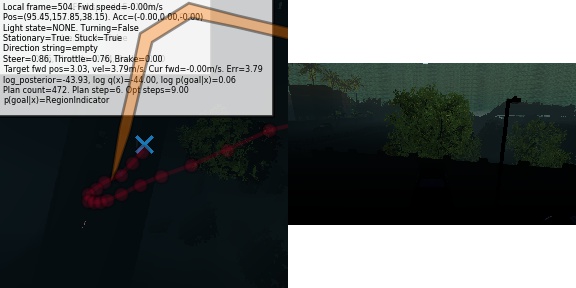 Local frame=504. Fwd speed=-0.00m/s
Pos=(95.45,157.85,38.15). Acc=(-0.00,0.00,-0.00)
Light state=NONE. Turning=False
Stationary=True. Stuck=True
Direction string=empty
Steer=0.86, Throttle=0.76, Brake=0.00
Target fwd pos=3.03, vel=3.79m/s. Cur fwd=-0.00m/s. Err=3.79
log_posterior=-43.93, log q(x)=-44.00, log p(goal|x)=0.06
Plan count=472. Plan step=6. Opt steps=9.00
p(goal|x)=RegionIndicator